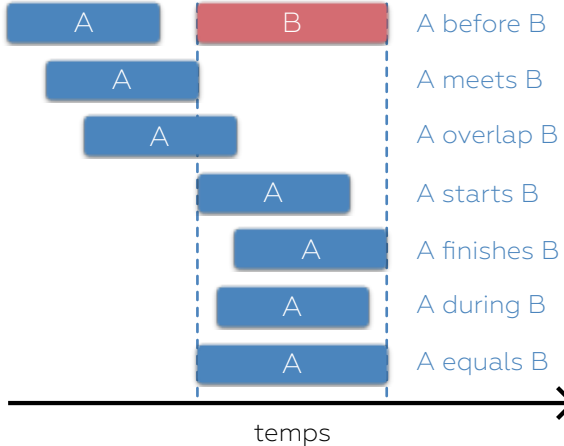 A B A before B
A A meets B
A A overlap B
A A starts B
A A finishes B
A A during B
A A equals B
temps